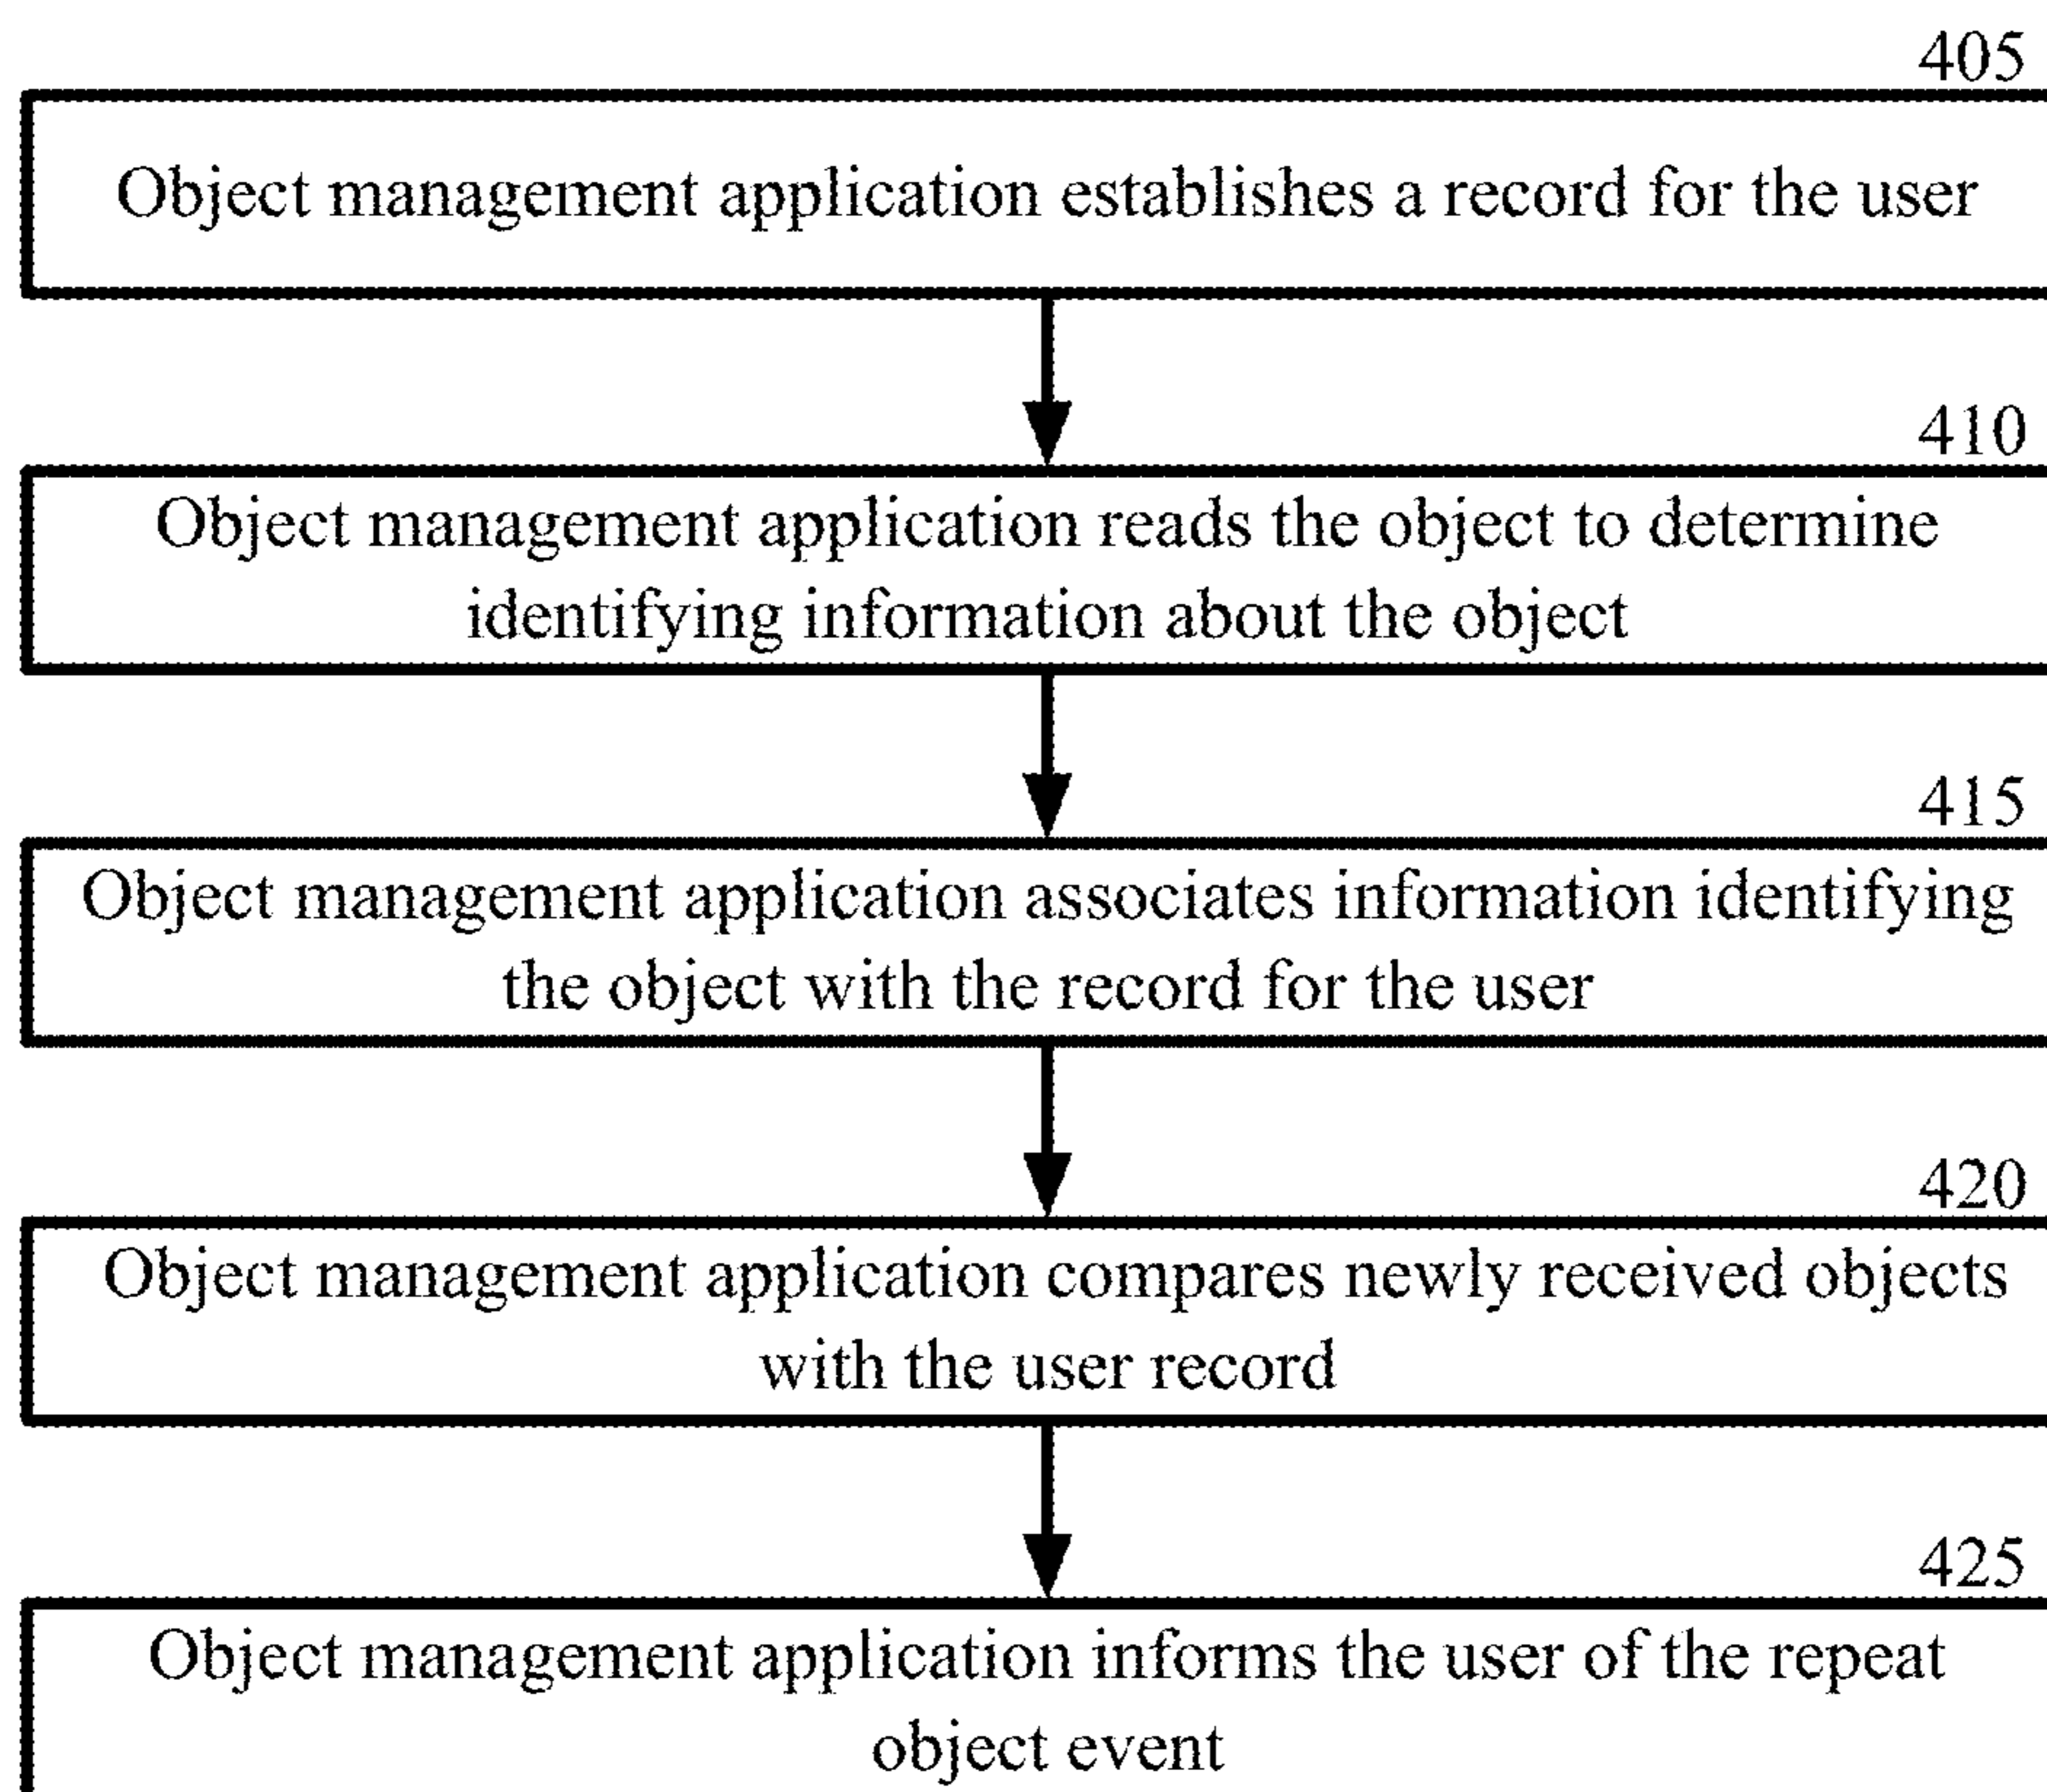 405
Object management application establishes a record for the user
410
Object management application reads the object to determine
identifying information about the object
415
Object management application associates information identifying
the object with the record for the user
420
Object management application compares newly received objects
with the user record
425
Object management application informs the user of the repeat
object event